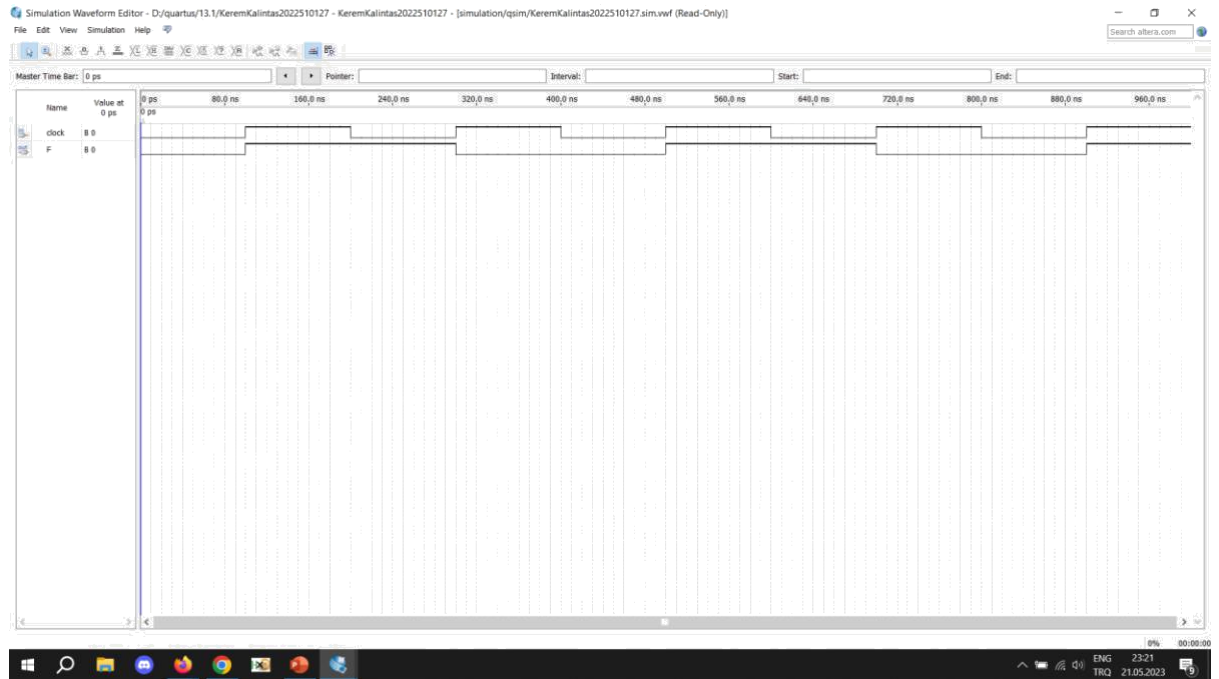 Simulation Waveform Editor - D:/quartus/13.1/KeremKalintas2022510127 - KeremKalintas2022510127 - [simulation/qsim/KeremKalintas2022510127.sim.vwf (Read-Only)]
File Edit View Simulation Help
Search altera.com
Master Time Bar: 0 ps Pointer: Interval: Start: End:
Name Value at 0 ps
0 ps 80.0 ns 160.0 ns 240.0 ns 320.0 ns 400.0 ns 480.0 ns 560.0 ns 640.0 ns 720.0 ns 800.0 ns 880.0 ns 960.0 ns
0 ps
clock B 0
F B 0
0% 00:00:00
ENG 23:21
TRQ 21.05.2023
9